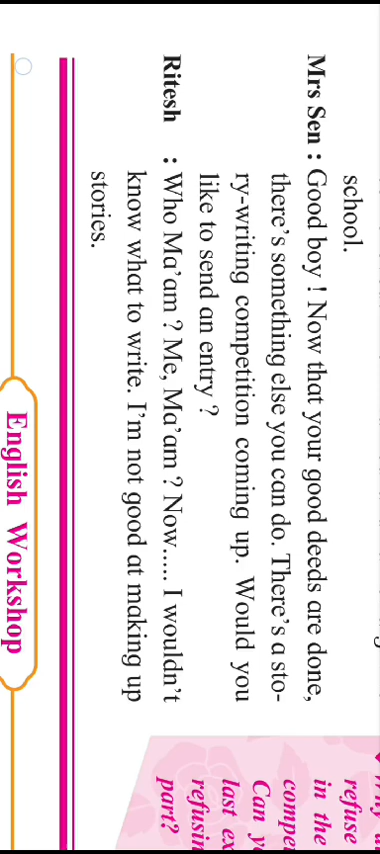 school.
Mrs Sen : Good boy ! Now that your good deeds are done,
there's something else you can do. There's a sto-
ry-writing competition coming up. Would you
like to send an entry ?
Ritesh : Who Ma'am ? Me, Ma'am ? Now..... I wouldn't
know what to write. I'm not good at making up
stories.
refuse
in the
Can
last
part?
English Workshop